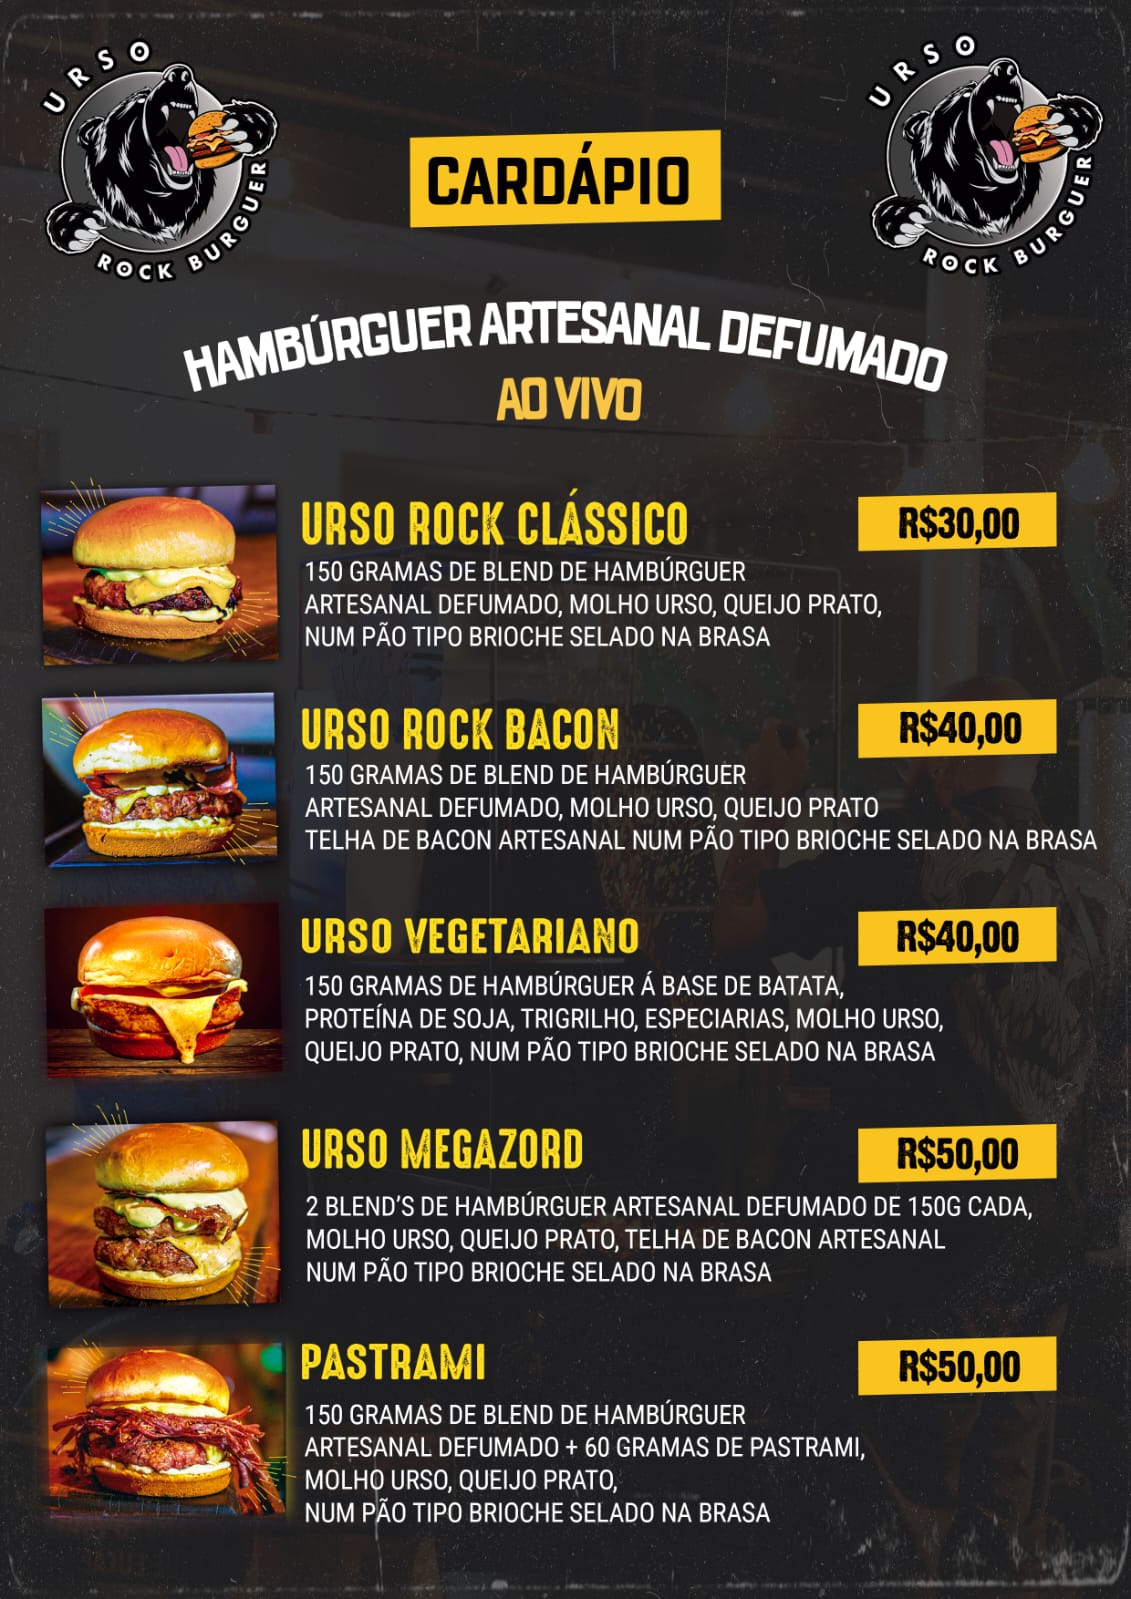 URSO
ROCK BURGUER
URSO
ROCK BURGUER
CARDÁPIO
HAMBÚRGUER ARTESANAL DEFUMADO
AO VIVO
URSO ROCK CLÁSSICO
R$30,00
150 GRAMAS DE BLEND DE HAMBÚRGUER
ARTESANAL DEFUMADO, MOLHO URSO, QUEIJO PRATO,
NUM PÃO TIPO BRIOCHE SELADO NA BRASA
URSO ROCK BACON
R$40,00
150 GRAMAS DE BLEND DE HAMBÚRGUER
ARTESANAL DEFUMADO, MOLHO URSO, QUEIJO PRATO
TELHA DE BACON ARTESANAL NUM PÃO TIPO BRIOCHE SELADO NA BRASA
URSO VEGETARIANO
R$40,00
150 GRAMAS DE HAMBÚRGUER Á BASE DE BATATA,
PROTEÍNA DE SOJA, TRIGRILHO, ESPECIARIAS, MOLHO URSO,
QUEIJO PRATO, NUM PÃO TIPO BRIOCHE SELADO NA BRASA
URSO MEGAZORD
R$50,00
2 BLEND’S DE HAMBÚRGUER ARTESANAL DEFUMADO DE 150G CADA,
MOLHO URSO, QUEIJO PRATO, TELHA DE BACON ARTESANAL
NUM PÃO TIPO BRIOCHE SELADO NA BRASA
PASTRAMI
R$50,00
150 GRAMAS DE BLEND DE HAMBÚRGUER
ARTESANAL DEFUMADO + 60 GRAMAS DE PASTRAMI,
MOLHO URSO, QUEIJO PRATO,
NUM PÃO TIPO BRIOCHE SELADO NA BRASA